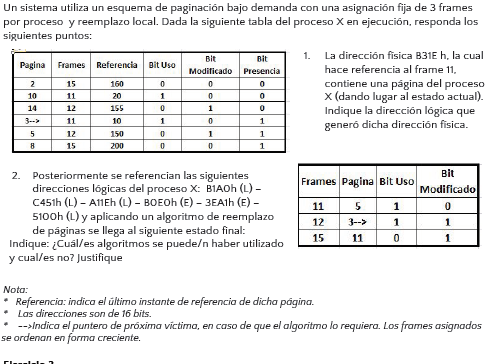 Un sistema utiliza un esquema de paginación bajo demanda con una asignación fija de 3 frames
por proceso y reemplazo local. Dada la siguiente tabla del proceso X en ejecución, responda los
siguientes puntos:
Pagina Frames Referencia Bit Uso Bit Modificado Bit Presencia
2 15 160 0 0 0
10 11 20 1 0 0
14 12 155 0 1 0
3--> 11 10 1 0 1
5 12 150 0 1 1
8 15 200 0 0 1
1. La dirección física B31E h, la cual
hace referencia al frame 11,
contiene una página del proceso
X (dando lugar al estado actual).
Indique la dirección lógica que
generó dicha dirección física.
2. Posteriormente se referencian las siguientes
direcciones lógicas del proceso X: B1A0h (L) –
C451h (L) – A11Eh (L) – B0E0h (E) – 3EA1h (E) –
5100h (L) y aplicando un algoritmo de reemplazo
de páginas se llega al siguiente estado final:
Indique: ¿Cuál/es algoritmos se puede/n haber utilizado
y cual/es no? Justifique
Frames Pagina Bit Uso Bit Modificado
11 5 1 0
12 3--> 1 1
15 11 0 1
Nota:
* Referencia: indica el último instante de referencia de dicha página.
* Las direcciones son de 16 bits.
* -->Indica el puntero de próxima víctima, en caso de que el algoritmo lo requiera. Los frames asignados
se ordenan en forma creciente.